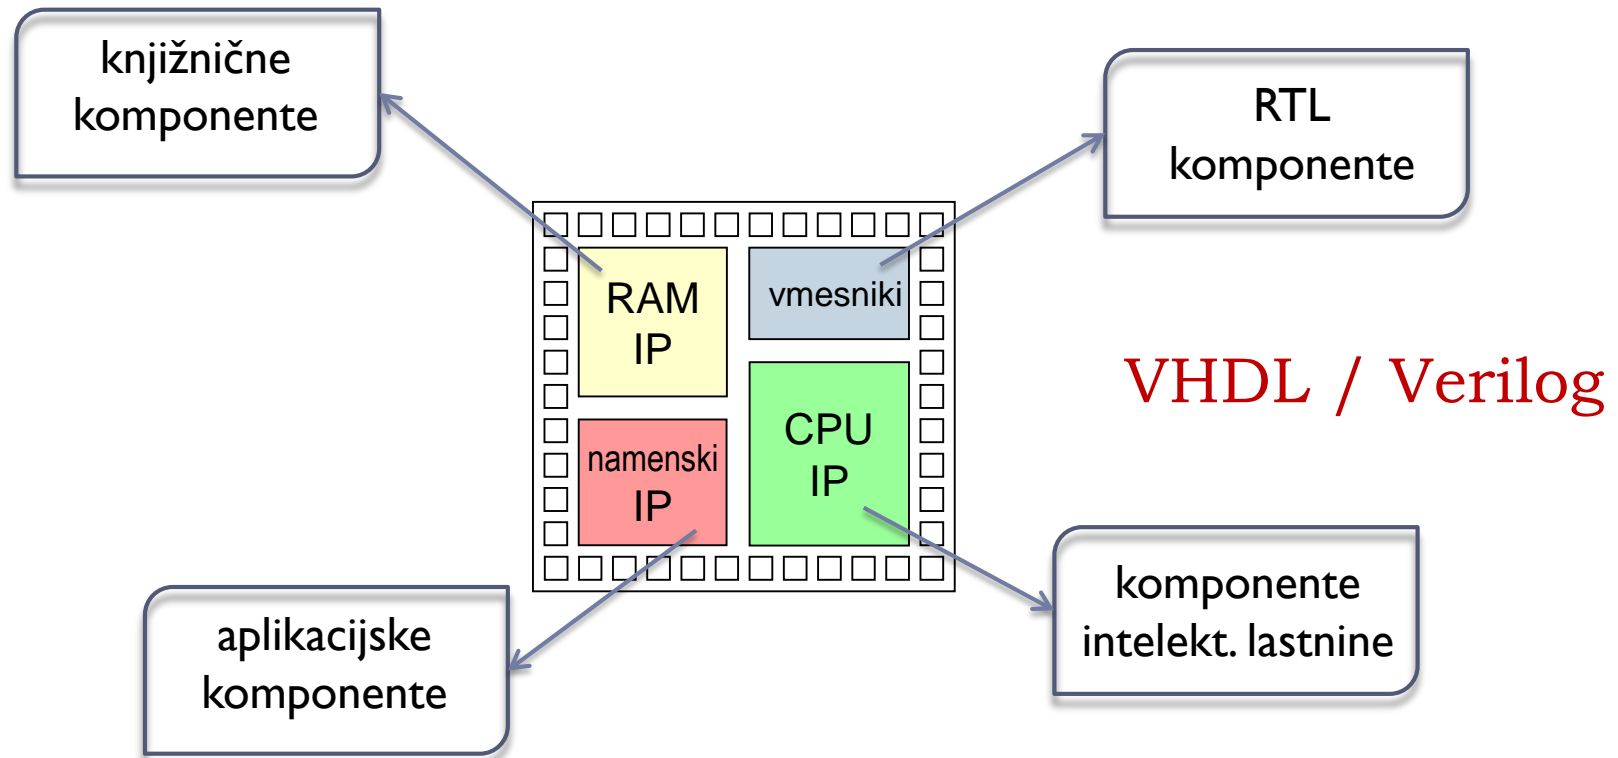 knjižnične
komponente
RTL
komponente
RAM
IP
vmesniki
VHDL / Verilog
namenski
IP
CPU
IP
aplikacijske
komponente
komponente
intelekt. lastnine